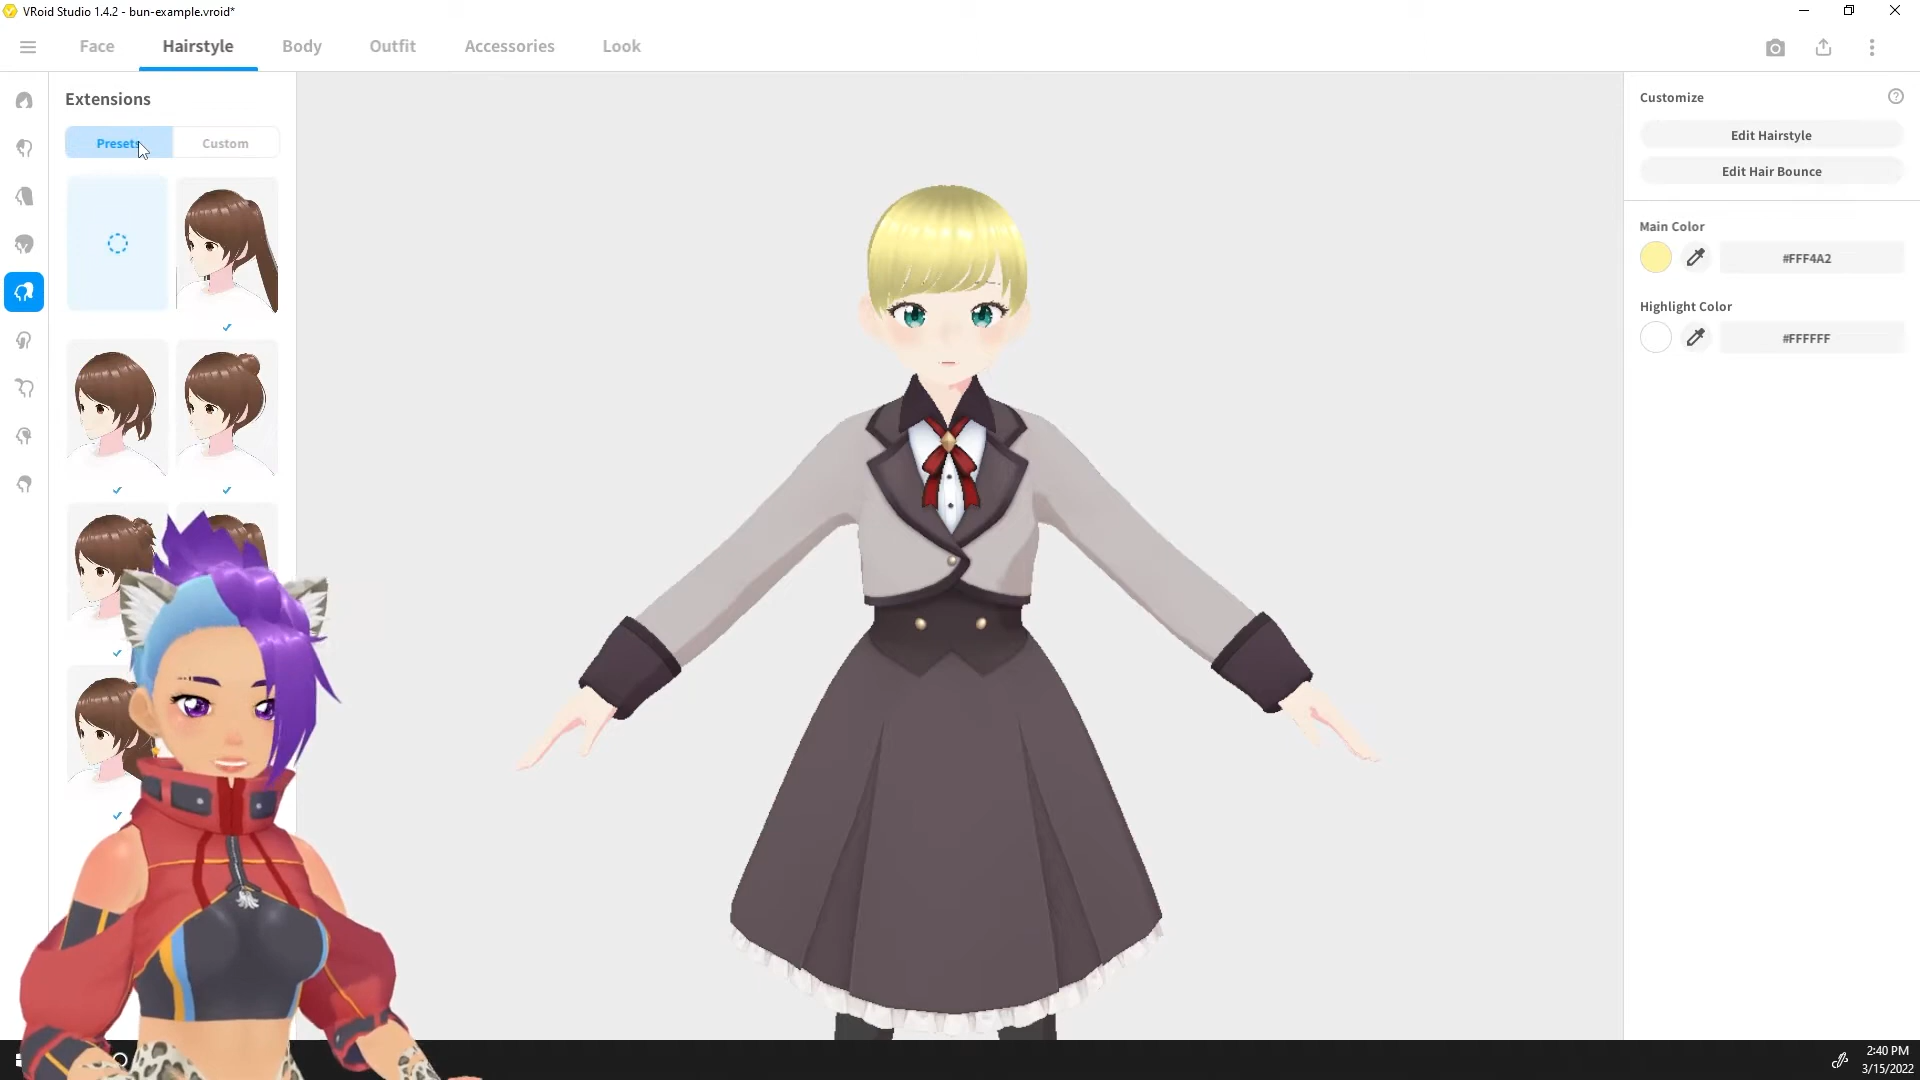 VRoid Studio 1.4.2 - bun-example.vroid*
Face Hairstyle Body Outfit Accessories Look
Extensions
Presets Custom
Customize
Edit Hairstyle
Edit Hair Bounce
Main Color
#FFF4A2
Highlight Color
#FFFFFF
2:40 PM
3/15/2022